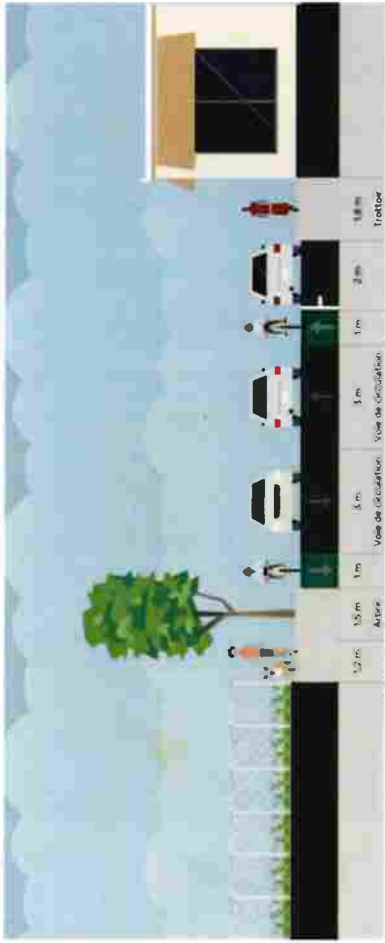 1,2 m 1,5 m 1 m 3 m 3 m 1 m 2 m 1,8 m
Arbre Voie de circulation Voie de circulation Trottoir